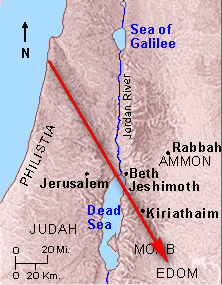 Sea of
Galilee
N
Jordan River
PHILISTIA
Rabbah
AMMON
Beth
Jeshimoth
Jerusalem
Dead
Sea
Kiriathaim
JUDAH
MOAB
EDOM
0 20 Mi.
0 20 Km.